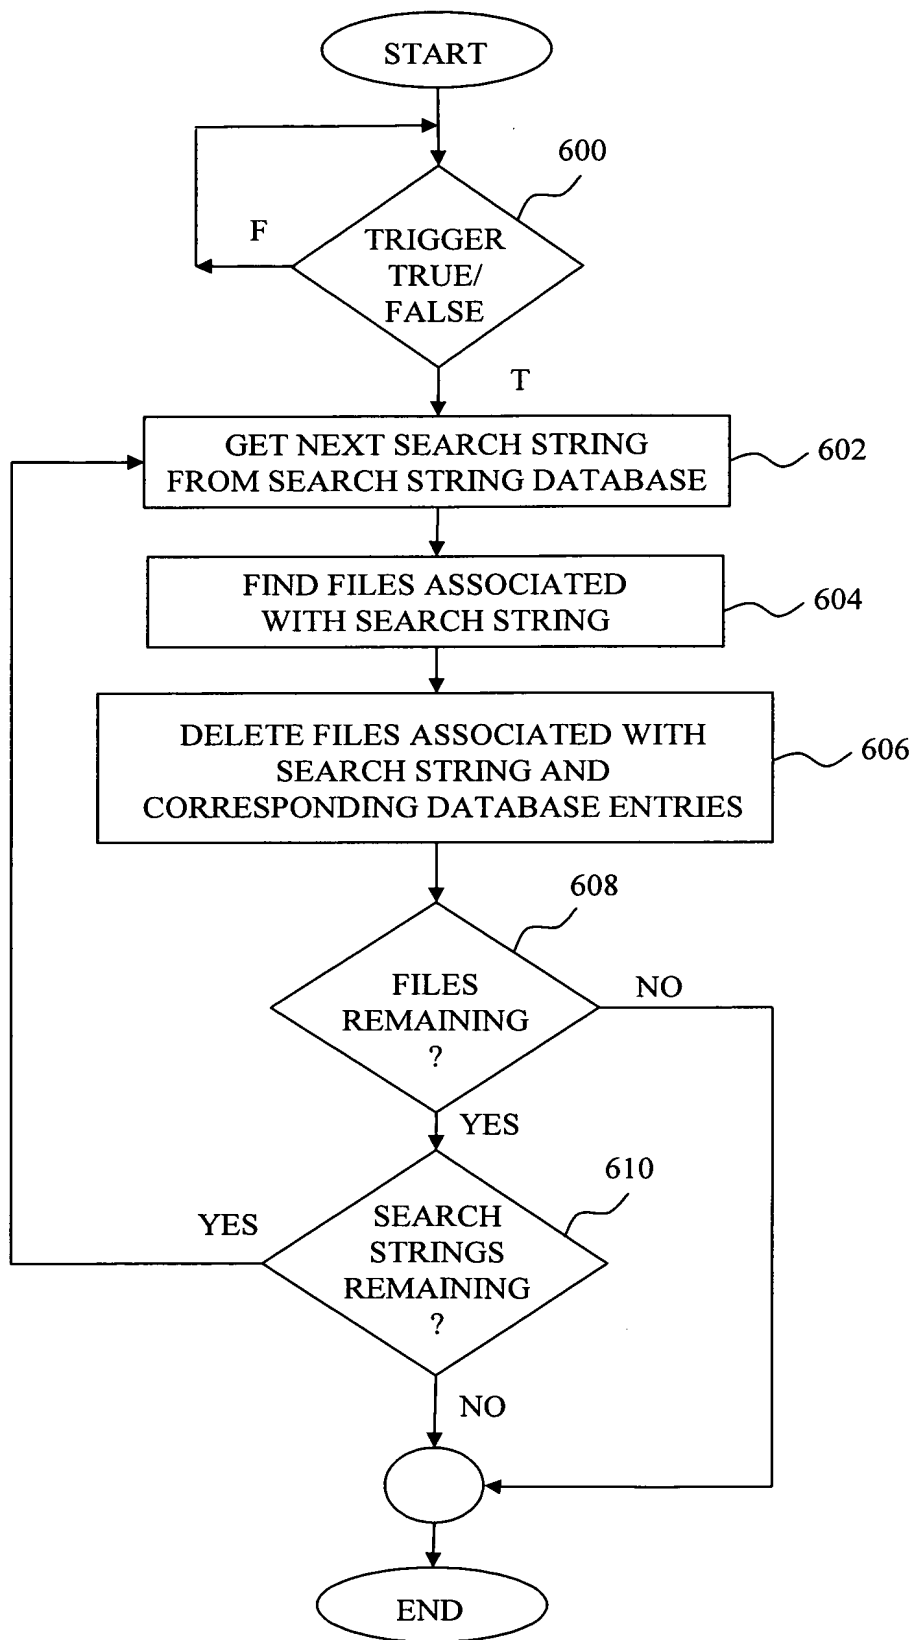 START
600
F
TRIGGER
TRUE/
FALSE
T
GET NEXT SEARCH STRING
FROM SEARCH STRING DATABASE
602
FIND FILES ASSOCIATED
WITH SEARCH STRING
604
DELETE FILES ASSOCIATED WITH
SEARCH STRING AND
CORRESPONDING DATABASE ENTRIES
606
608
FILES
REMAINING
?
NO
YES
610
YES
SEARCH
STRINGS
REMAINING
?
NO
END